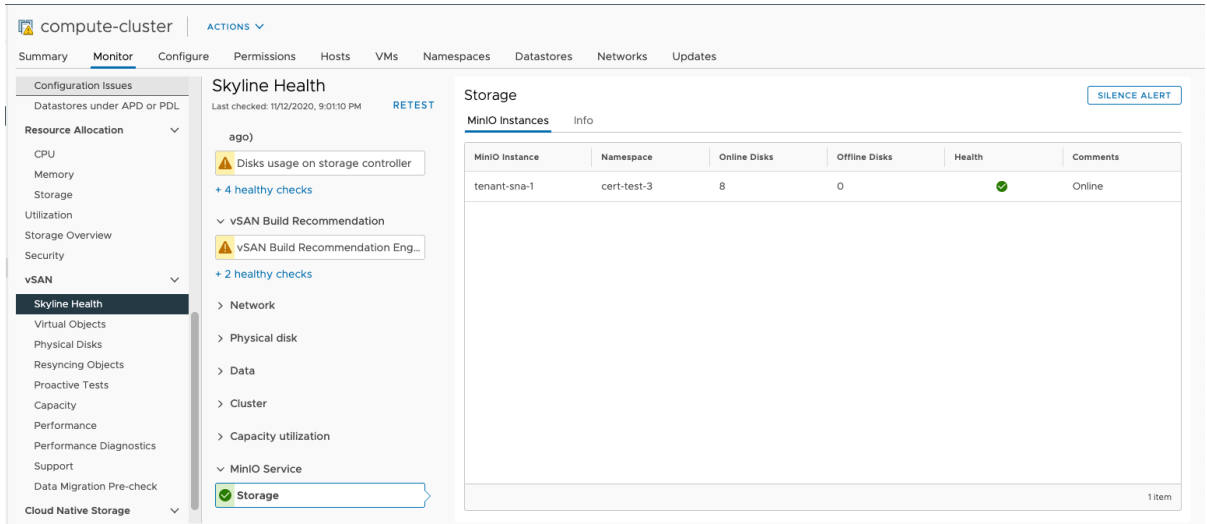 compute-cluster
ACTIONS
Summary Monitor Configure Permissions Hosts VMs Namespaces Datastores Networks Updates
Configuration Issues
Datastores under APD or PDL
Resource Allocation
CPU
Memory
Storage
Utilization
Storage Overview
Security
vSAN
Skyline Health
Virtual Objects
Physical Disks
Resyncing Objects
Proactive Tests
Capacity
Performance
Performance Diagnostics
Support
Data Migration Pre-check
Cloud Native Storage
Skyline Health
Last checked: 11/12/2020, 9:01:10 PM RETEST
ago)
Disks usage on storage controller
+ 4 healthy checks
vSAN Build Recommendation
vSAN Build Recommendation Eng...
+ 2 healthy checks
Network
Physical disk
Data
Cluster
Capacity utilization
MinIO Service
Storage
Storage
SILENCE ALERT
MinIO Instances Info
MinIO Instance Namespace Online Disks Offline Disks Health Comments
tenant-sna-1 cert-test-3 8 0 Online
1 item